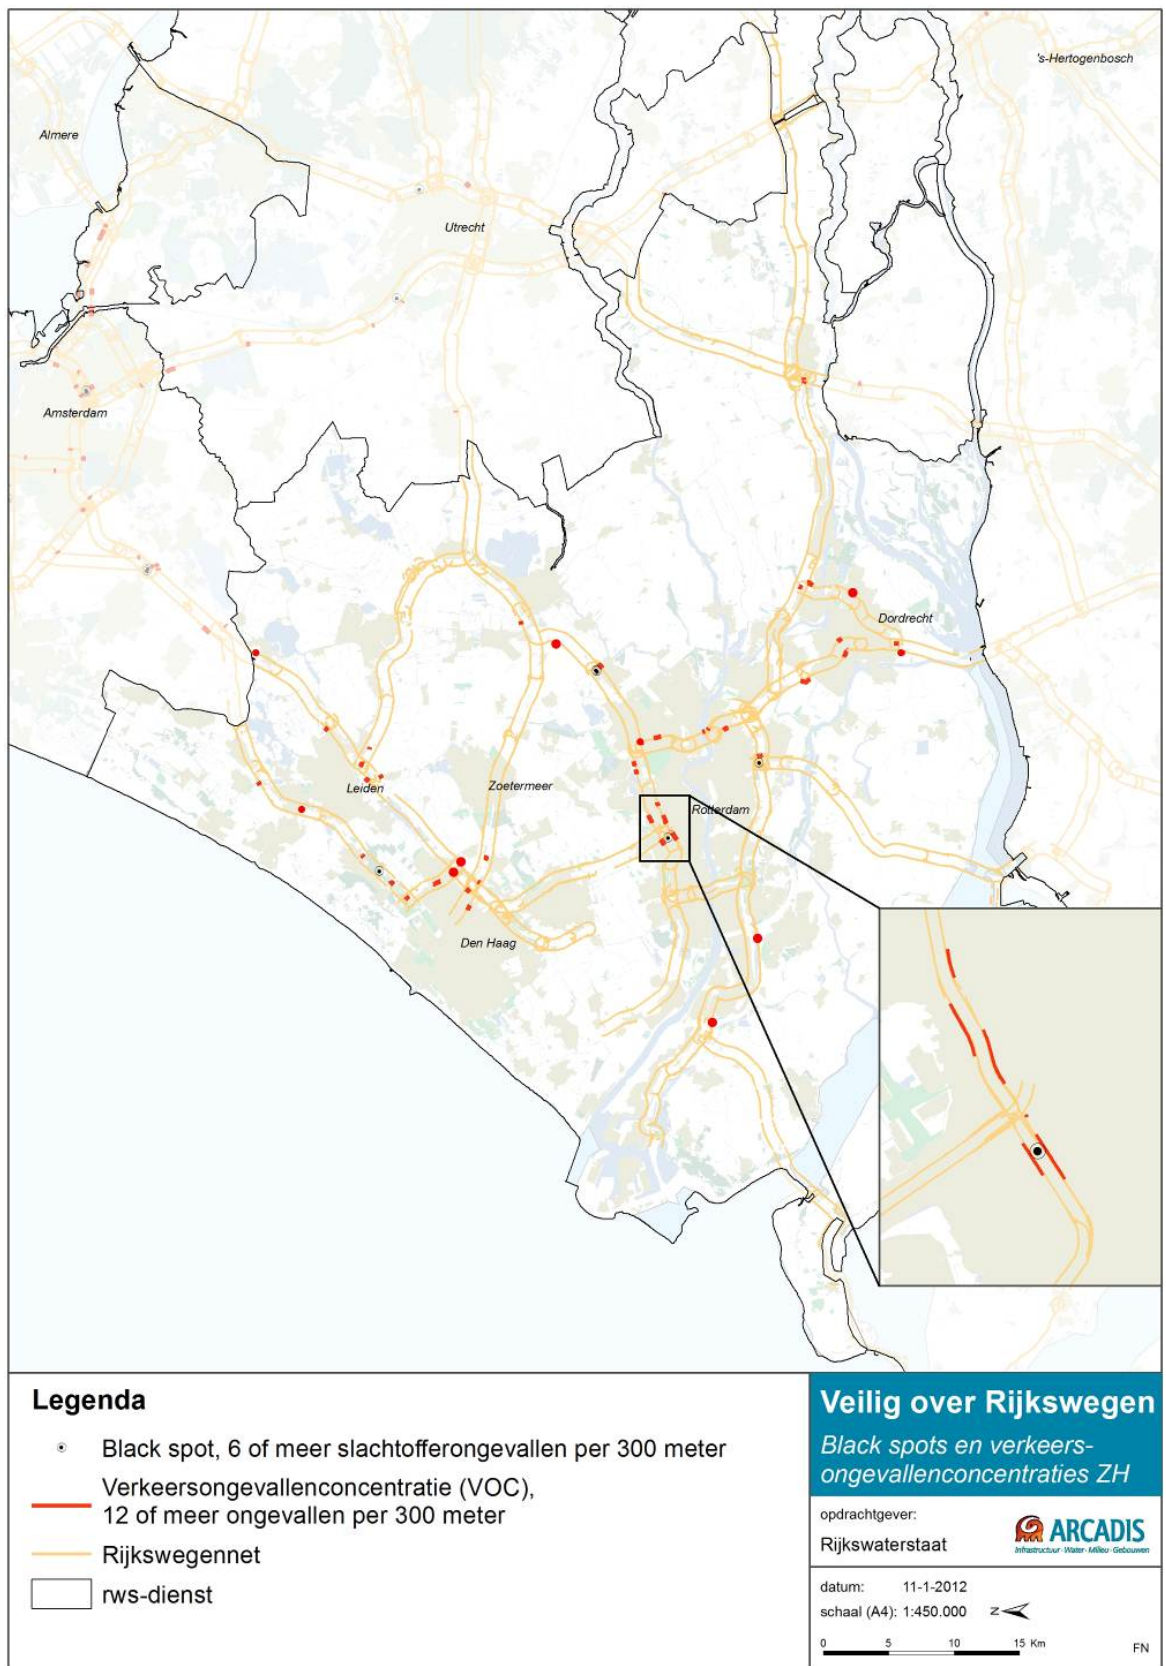 's-Hertogenbosch
Almere
Utrecht
Amsterdam
Dordrecht
Leiden
Zoetermeer
Rotterdam
Den Haag
Legenda
Black spot, 6 of meer slachtofferongevallen per 300 meter
Verkeersongevallenconcentratie (VOC),
12 of meer ongevallen per 300 meter
Rijkswegennet
rws-dienst
Veilig over Rijkswegen
Black spots en verkeers-
ongevallenconcentraties ZH
opdrachtgever:
Rijkswaterstaat
ARCADIS
Infrastructuur · Water · Milieu · Gebouwen
datum: 11-1-2012
schaal (A4): 1:450.000 Z
0 5 10 15 Km
FN